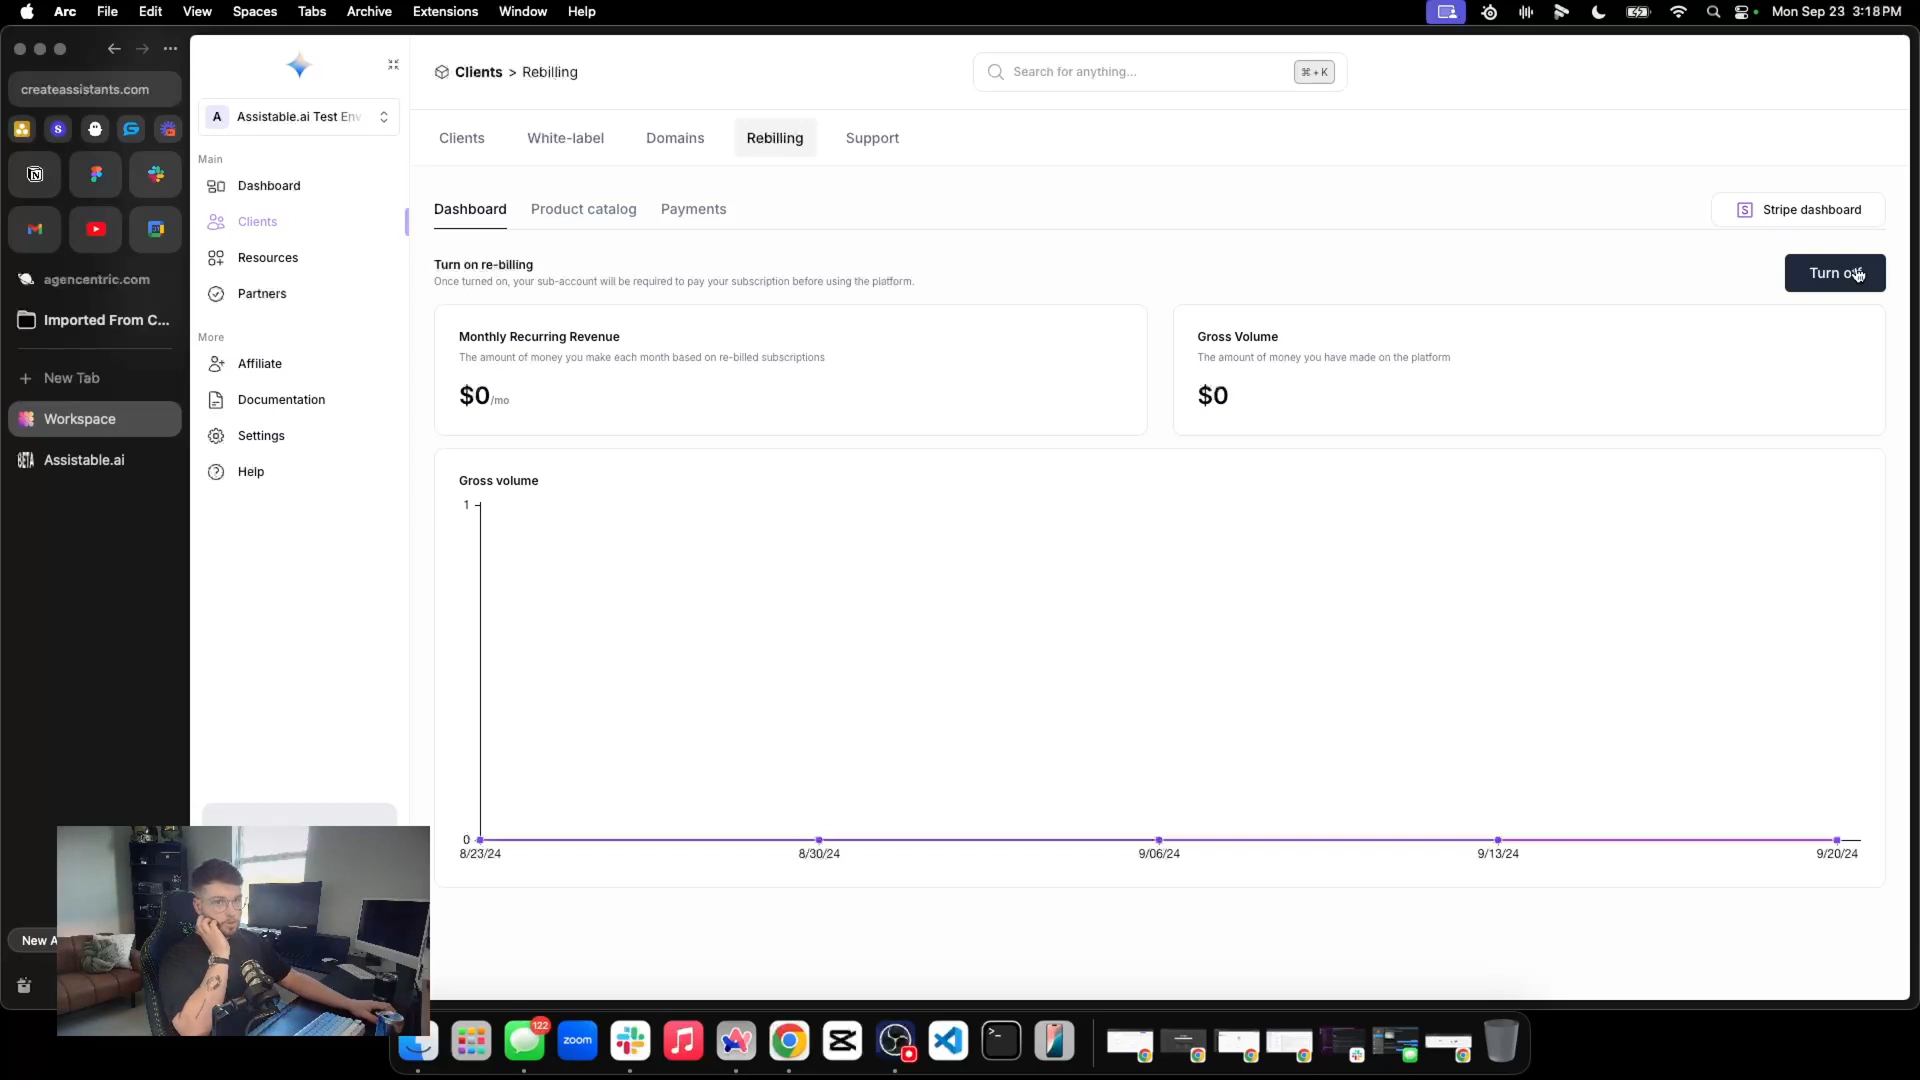 Arc File Edit View Spaces Tabs Archive Extensions Window Help
Mon Sep 23 3:18 PM
createassistants.com
agencentric.com
Imported From C...
New Tab
Workspace
BETA Assistable.ai
New A
A Assistable.ai Test Env
Main
Dashboard
Clients
Resources
Partners
More
Affiliate
Documentation
Settings
Help
Clients > Rebilling
Search for anything...
⌘ + K
Clients White-label Domains Rebilling Support
Dashboard Product catalog Payments
S Stripe dashboard
Turn on re-billing
Once turned on, your sub-account will be required to pay your subscription before using the platform.
Turn off
Monthly Recurring Revenue
The amount of money you make each month based on re-billed subscriptions
$0/mo
Gross Volume
The amount of money you have made on the platform
$0
Gross volume
1
0
8/23/24 8/30/24 9/06/24 9/13/24 9/20/24
122
zoom